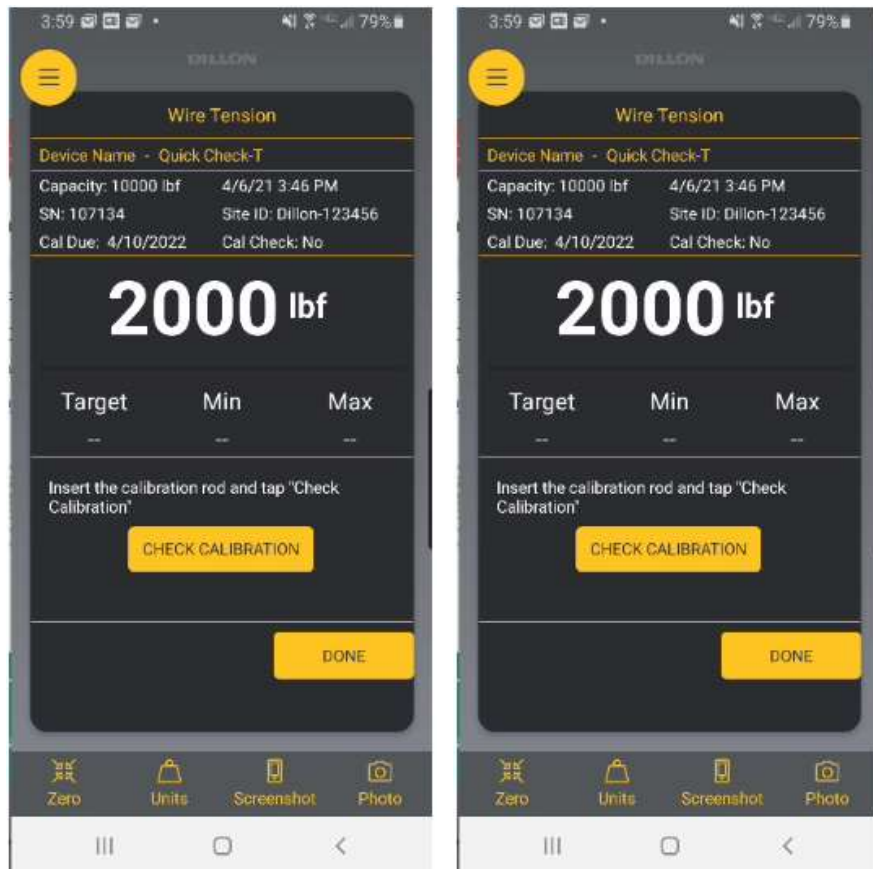 3:59 79%
DILLON
Wire Tension
Device Name - Quick Check-T
Capacity: 10000 lbf 4/6/21 3:46 PM
SN: 107134 Site ID: Dillon-123456
Cal Due: 4/10/2022 Cal Check: No
2000 lbf
Target Min Max
-- -- --
Insert the calibration rod and tap "Check
Calibration"
CHECK CALIBRATION
DONE
Zero Units Screenshot Photo
3:59 79%
DILLON
Wire Tension
Device Name - Quick Check-T
Capacity: 10000 lbf 4/6/21 3:46 PM
SN: 107134 Site ID: Dillon-123456
Cal Due: 4/10/2022 Cal Check: No
2000 lbf
Target Min Max
-- -- --
Insert the calibration rod and tap "Check
Calibration"
CHECK CALIBRATION
DONE
Zero Units Screenshot Photo